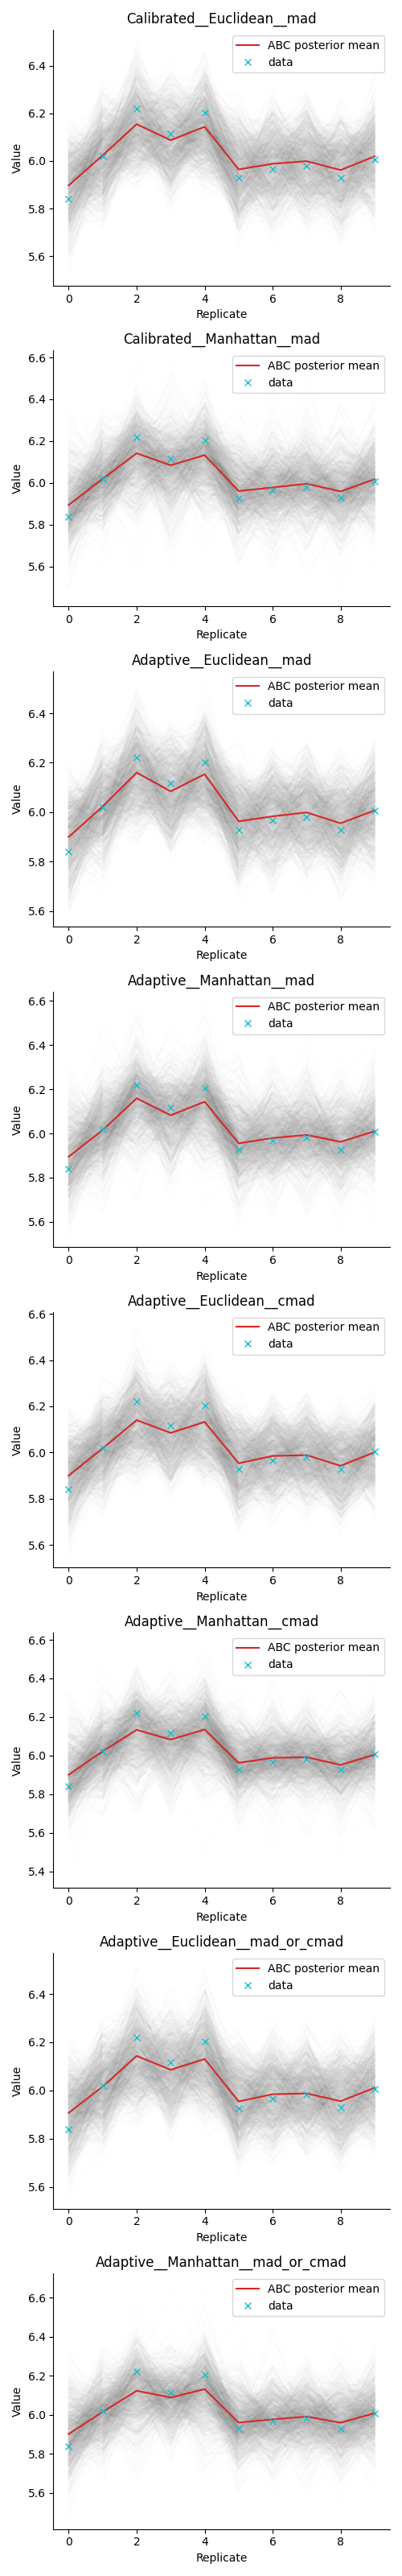 Calibrated__Euclidean__mad
ABC posterior mean
data
6.4
6.2
6.0
5.8
5.6
Value
0 2 4 6 8
Replicate
Calibrated__Manhattan__mad
ABC posterior mean
data
6.6
6.4
6.2
6.0
5.8
5.6
Value
0 2 4 6 8
Replicate
Adaptive__Euclidean__mad
ABC posterior mean
data
6.4
6.2
6.0
5.8
5.6
Value
0 2 4 6 8
Replicate
Adaptive__Manhattan__mad
ABC posterior mean
data
6.6
6.4
6.2
6.0
5.8
5.6
Value
0 2 4 6 8
Replicate
Adaptive__Euclidean__cmad
ABC posterior mean
data
6.6
6.4
6.2
6.0
5.8
5.6
Value
0 2 4 6 8
Replicate
Adaptive__Manhattan__cmad
ABC posterior mean
data
6.6
6.4
6.2
6.0
5.8
5.6
5.4
Value
0 2 4 6 8
Replicate
Adaptive__Euclidean__mad_or_cmad
ABC posterior mean
data
6.4
6.2
6.0
5.8
5.6
Value
0 2 4 6 8
Replicate
Adaptive__Manhattan__mad_or_cmad
ABC posterior mean
data
6.6
6.4
6.2
6.0
5.8
5.6
Value
0 2 4 6 8
Replicate